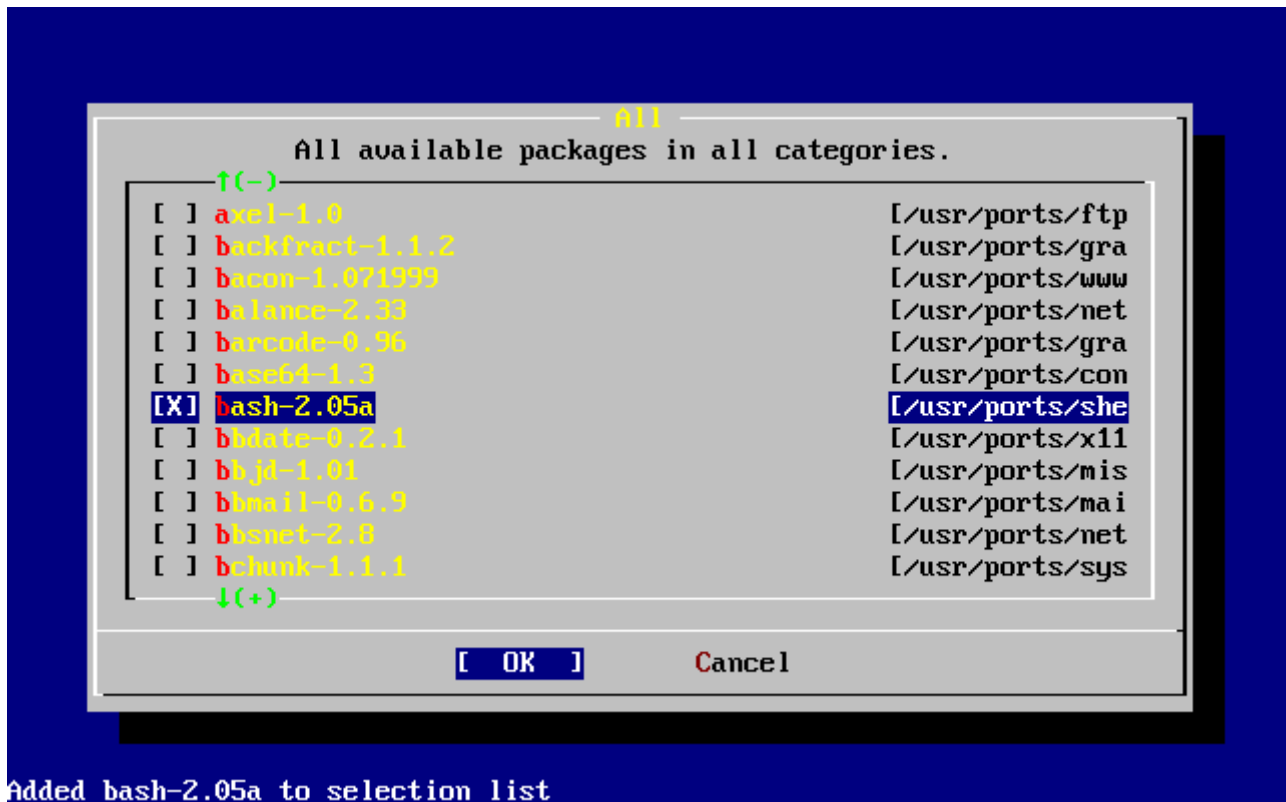 All
All available packages in all categories.
↑(-)
[ ] axel-1.0 [/usr/ports/ftp
[ ] backfract-1.1.2 [/usr/ports/gra
[ ] bacon-1.071999 [/usr/ports/www
[ ] balance-2.33 [/usr/ports/net
[ ] barcode-0.96 [/usr/ports/gra
[ ] base64-1.3 [/usr/ports/con
[X] bash-2.05a [/usr/ports/she
[ ] bbdate-0.2.1 [/usr/ports/x11
[ ] bbjd-1.01 [/usr/ports/mis
[ ] bbmail-0.6.9 [/usr/ports/mai
[ ] bbsnet-2.8 [/usr/ports/net
[ ] bchunk-1.1.1 [/usr/ports/sys
↓(+)
[ OK ] Cancel
Added bash-2.05a to selection list